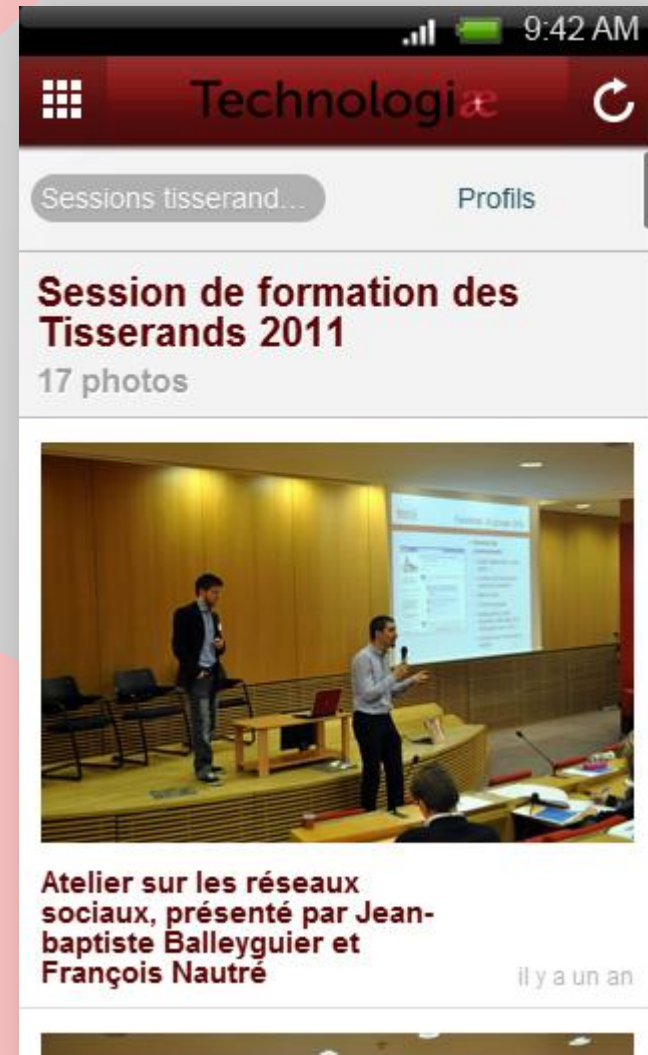 9:42 AM
Technologiæ
Sessions tisserand... Profils
Session de formation des
Tisserands 2011
17 photos
Atelier sur les réseaux
sociaux, présenté par Jean-
baptiste Balleyguier et
François Nautré
il y a un an